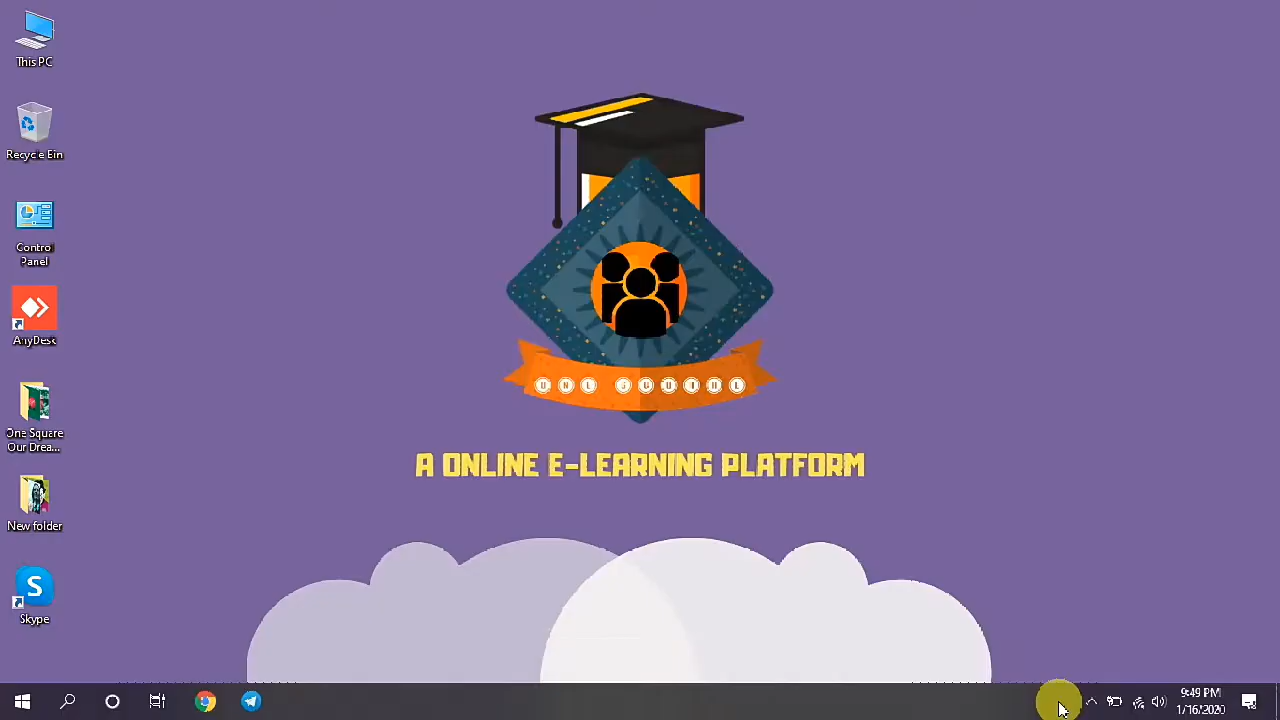 This PC
Recycle Bin
Control
Panel
AnyDesk
One Square
Our Drea...
New folder
S
Skype
UNL
A ONLINE E-LEARNING PLATFORM
9:49 PM
1/16/2020